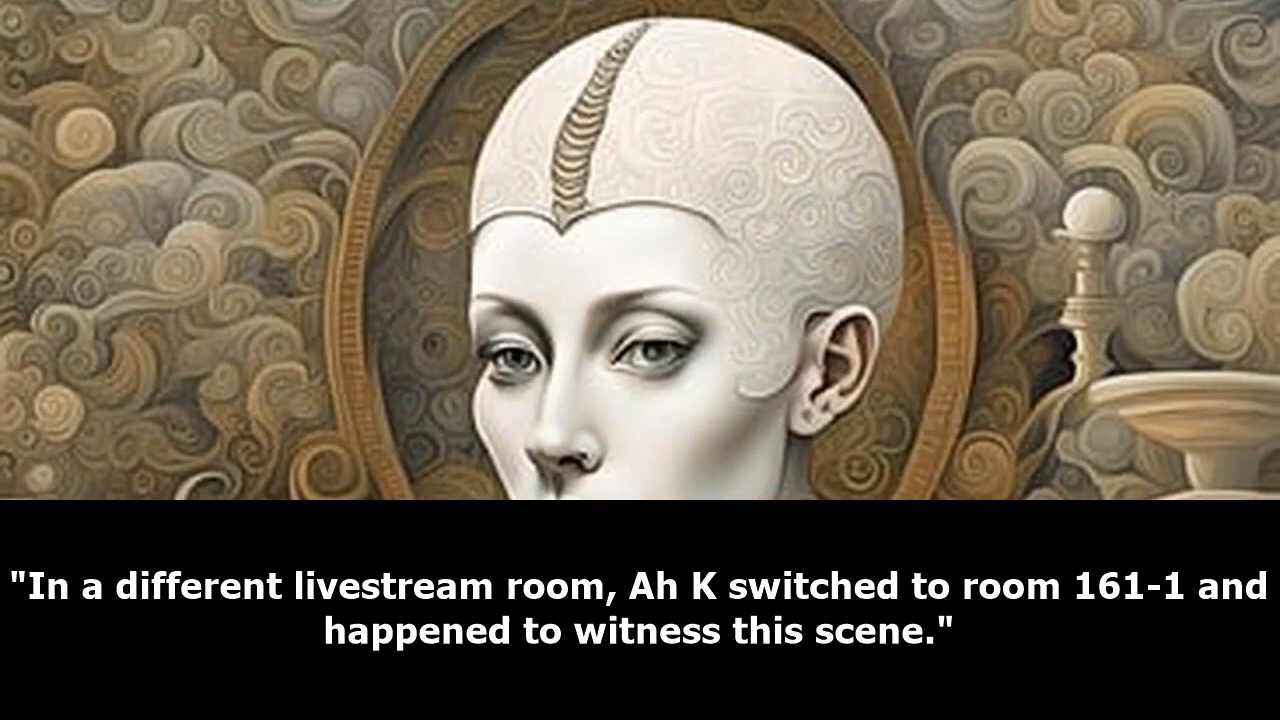 "In a different livestream room, Ah K switched to room 161-1 and
happened to witness this scene."